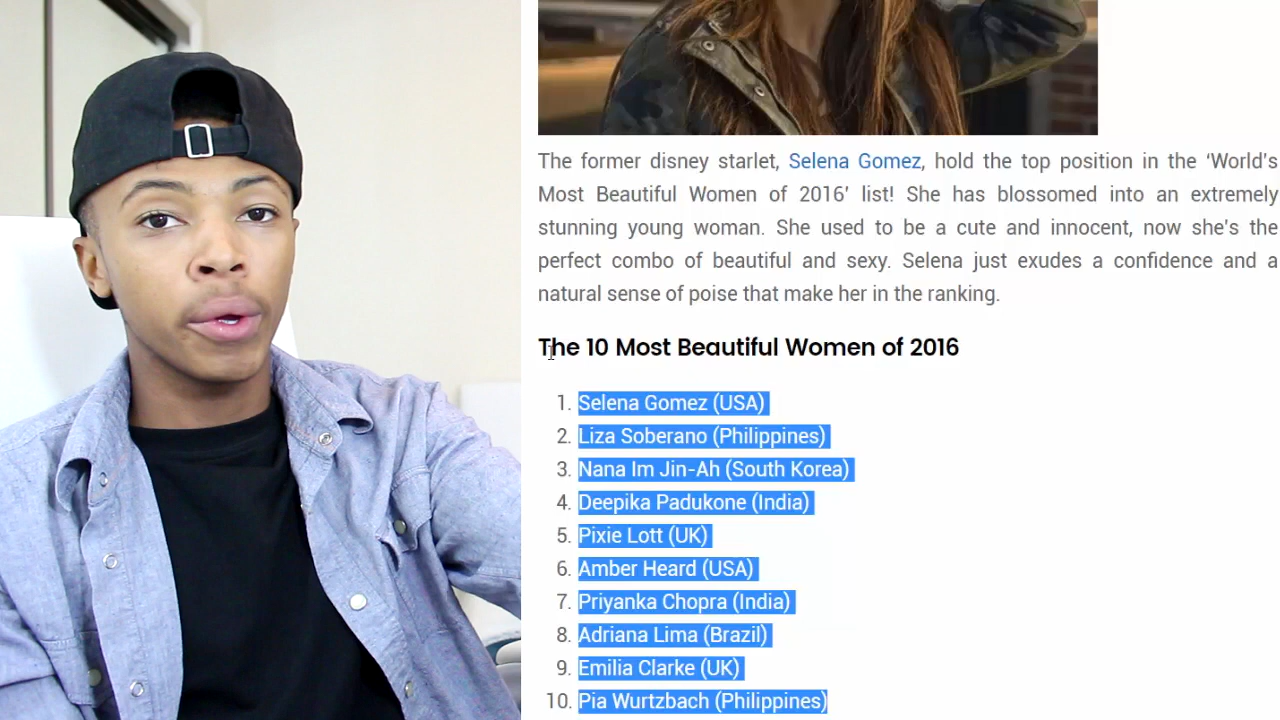 The former disney starlet, Selena Gomez, hold the top position in the ‘World's
Most Beautiful Women of 2016’ list! She has blossomed into an extremely
stunning young woman. She used to be a cute and innocent, now she's the
perfect combo of beautiful and sexy. Selena just exudes a confidence and a
natural sense of poise that make her in the ranking.
The 10 Most Beautiful Women of 2016
1. Selena Gomez (USA)
2. Liza Soberano (Philippines)
3. Nana Im Jin-Ah (South Korea)
4. Deepika Padukone (India)
5. Pixie Lott (UK)
6. Amber Heard (USA)
7. Priyanka Chopra (India)
8. Adriana Lima (Brazil)
9. Emilia Clarke (UK)
10. Pia Wurtzbach (Philippines)